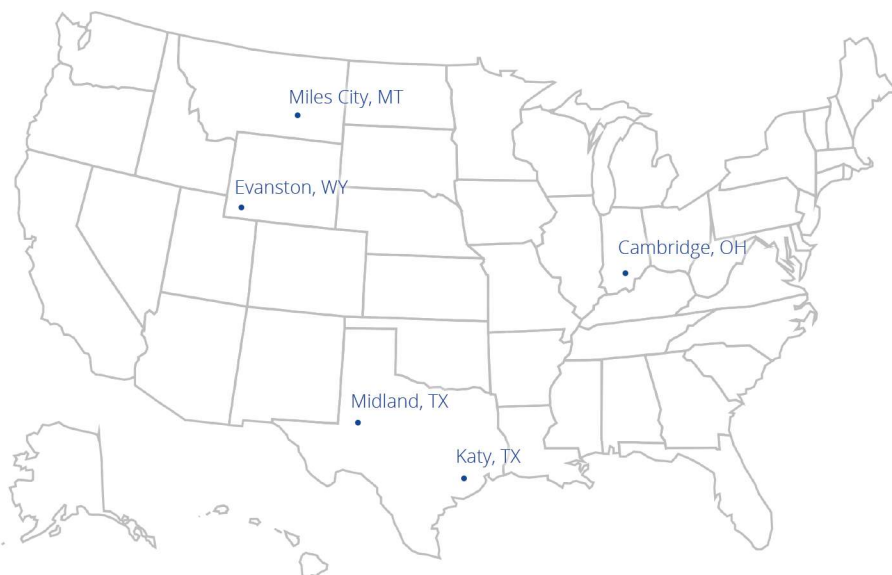 Miles City, MT
Evanston, WY
Cambridge, OH
Midland, TX
Katy, TX